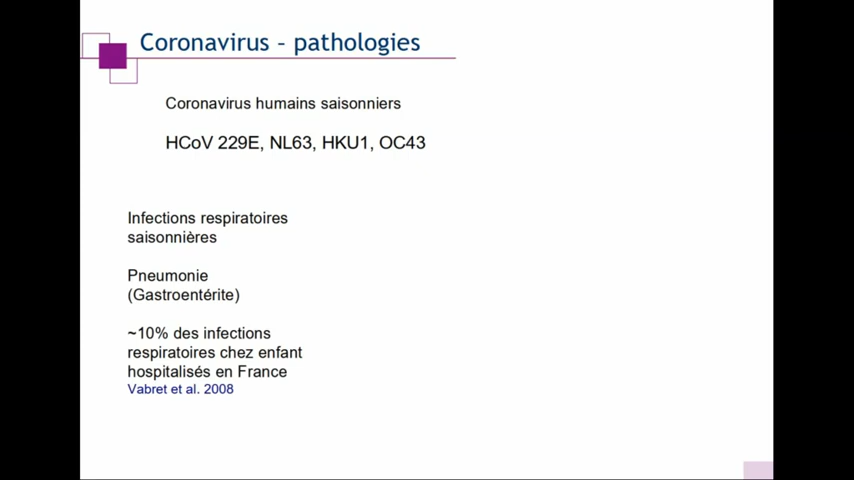 Coronavirus - pathologies
Coronavirus humains saisonniers
HCoV 229E, NL63, HKU1, OC43
Infections respiratoires
saisonnières
Pneumonie
(Gastroentérite)
~10% des infections
respiratoires chez enfant
hospitalisés en France
Vabret et al. 2008